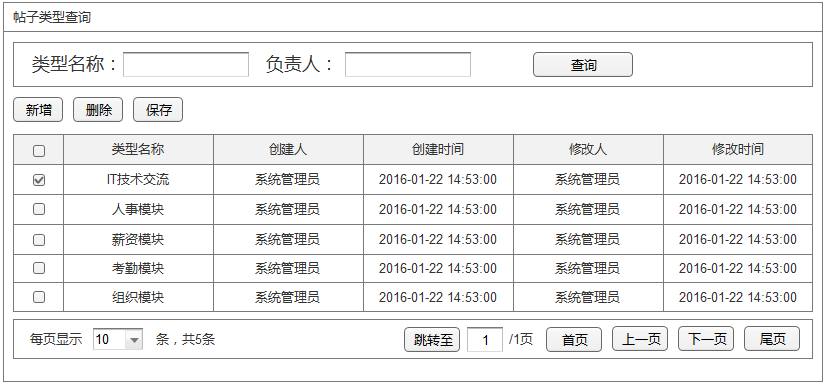 帖子类型查询
类型名称： 负责人： 查询
新增 删除 保存
类型名称 创建人 创建时间 修改人 修改时间
IT技术交流 系统管理员 2016-01-22 14:53:00 系统管理员 2016-01-22 14:53:00
人事模块 系统管理员 2016-01-22 14:53:00 系统管理员 2016-01-22 14:53:00
薪资模块 系统管理员 2016-01-22 14:53:00 系统管理员 2016-01-22 14:53:00
考勤模块 系统管理员 2016-01-22 14:53:00 系统管理员 2016-01-22 14:53:00
组织模块 系统管理员 2016-01-22 14:53:00 系统管理员 2016-01-22 14:53:00
每页显示 10 条，共5条 跳转至 1 /1页 首页 上一页 下一页 尾页